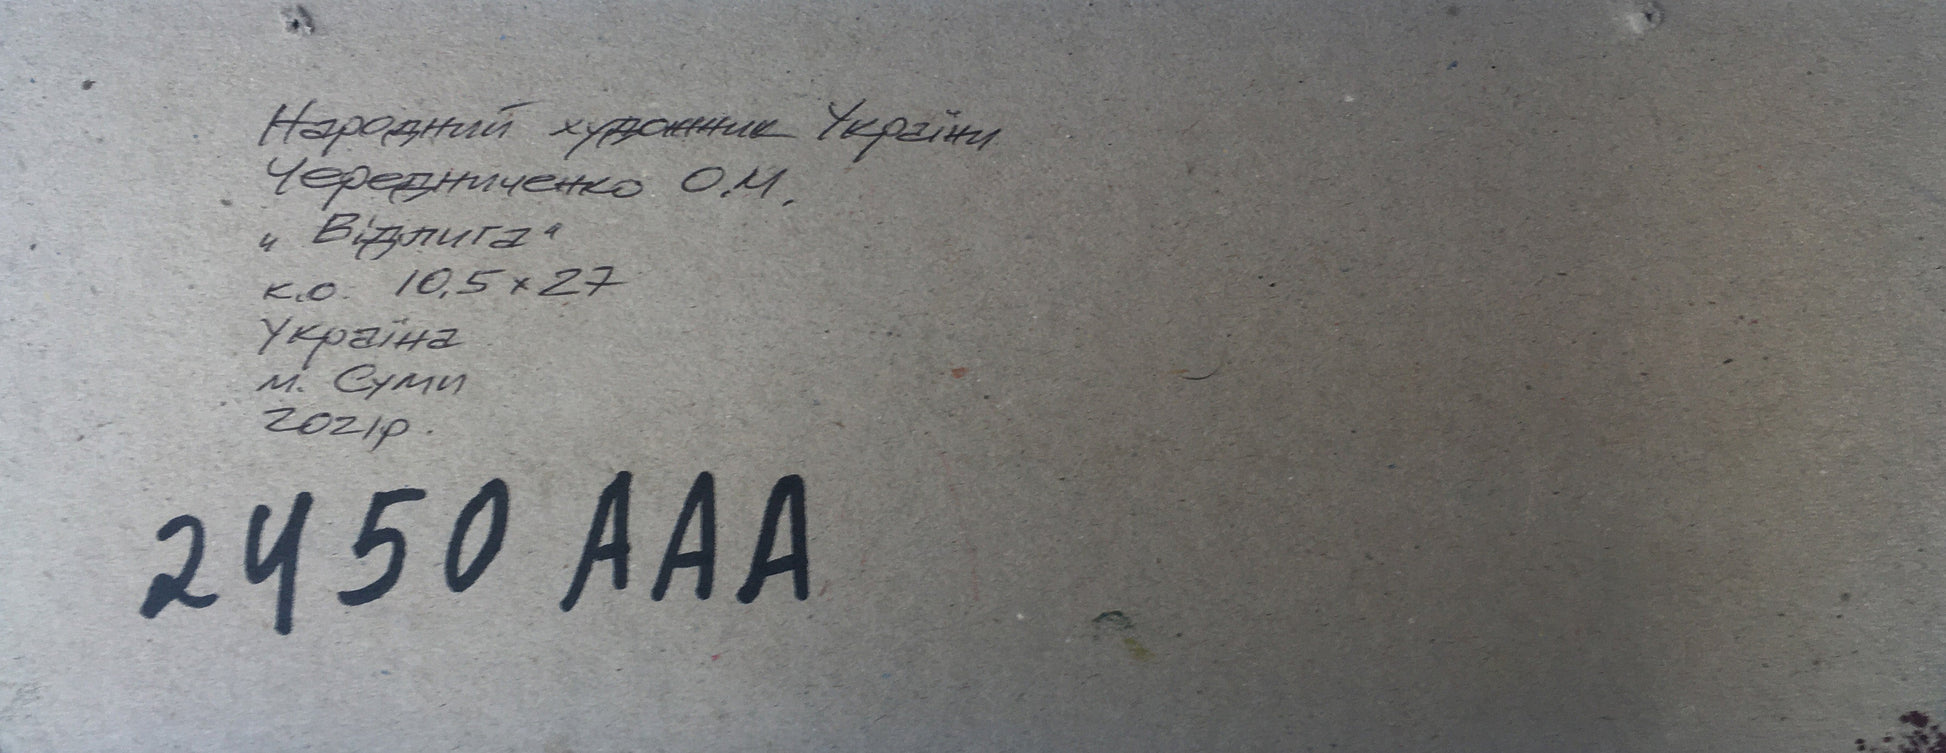 Народний художник України
Чередниченко О.М.
„Відлига"
к.о. 10,5 x 27
Україна
м. Суми
2021р.
2450 ААА